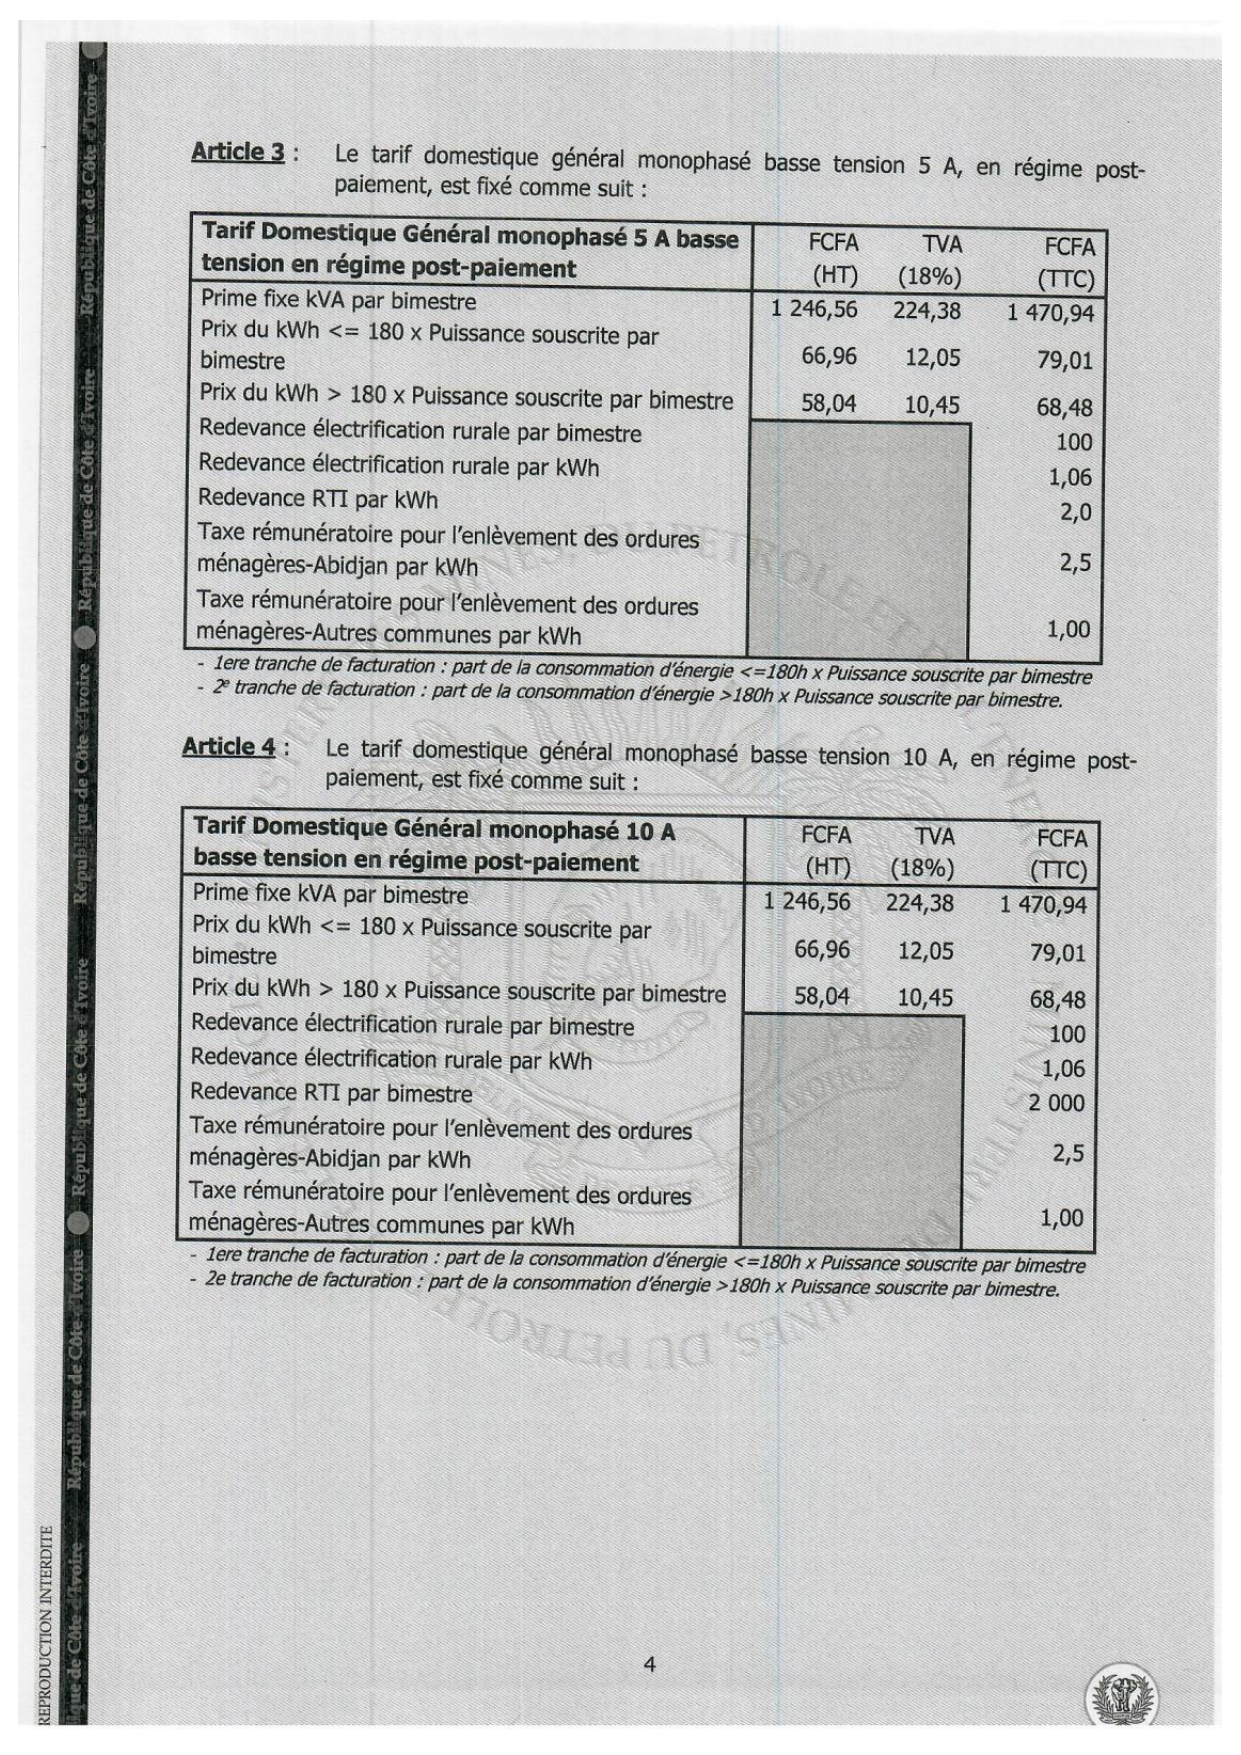 Article 3 : Le tarif domestique général monophasé basse tension 5 A, en régime post-
paiement, est fixé comme suit :
Tarif Domestique Général monophasé 5 A basse FCFA TVA FCFA
tension en régime post-paiement (HT) (18%) (TTC)
Prime fixe kVA par bimestre 1 246,56 224,38 1 470,94
Prix du kWh <= 180 x Puissance souscrite par
bimestre 66,96 12,05 79,01
Prix du kWh > 180 x Puissance souscrite par bimestre 58,04 10,45 68,48
Redevance électrification rurale par bimestre 100
Redevance électrification rurale par kWh 1,06
Redevance RTI par kWh 2,0
Taxe rémunératoire pour l'enlèvement des ordures
ménagères-Abidjan par kWh 2,5
Taxe rémunératoire pour l'enlèvement des ordures
ménagères-Autres communes par kWh 1,00
- 1ere tranche de facturation : part de la consommation d'énergie <=180h x Puissance souscrite par bimestre
- 2e tranche de facturation : part de la consommation d'énergie >180h x Puissance souscrite par bimestre.
Article 4 : Le tarif domestique général monophasé basse tension 10 A, en régime post-
paiement, est fixé comme suit :
Tarif Domestique Général monophasé 10 A FCFA TVA FCFA
basse tension en régime post-paiement (HT) (18%) (TTC)
Prime fixe kVA par bimestre 1 246,56 224,38 1 470,94
Prix du kWh <= 180 x Puissance souscrite par
bimestre 66,96 12,05 79,01
Prix du kWh > 180 x Puissance souscrite par bimestre 58,04 10,45 68,48
Redevance électrification rurale par bimestre 100
Redevance électrification rurale par kWh 1,06
Redevance RTI par bimestre 2 000
Taxe rémunératoire pour l'enlèvement des ordures
ménagères-Abidjan par kWh 2,5
Taxe rémunératoire pour l'enlèvement des ordures
ménagères-Autres communes par kWh 1,00
- 1ere tranche de facturation : part de la consommation d'énergie <=180h x Puissance souscrite par bimestre
- 2e tranche de facturation : part de la consommation d'énergie >180h x Puissance souscrite par bimestre.
4
REPRODUCTION INTERDITE
que de Côte d'Ivoire République de Côte d'Ivoire République de Côte d'Ivoire République de Côte d'Ivoire République de Côte d'Ivoire République de Côte d'Ivoire